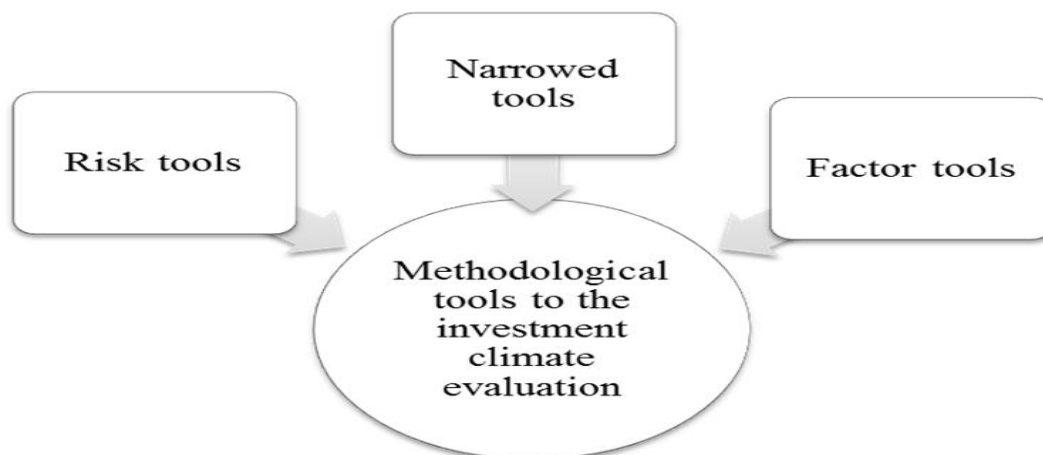 Narrowed
tools
Risk tools
Factor tools
Methodological
tools to the
investment
climate
evaluation